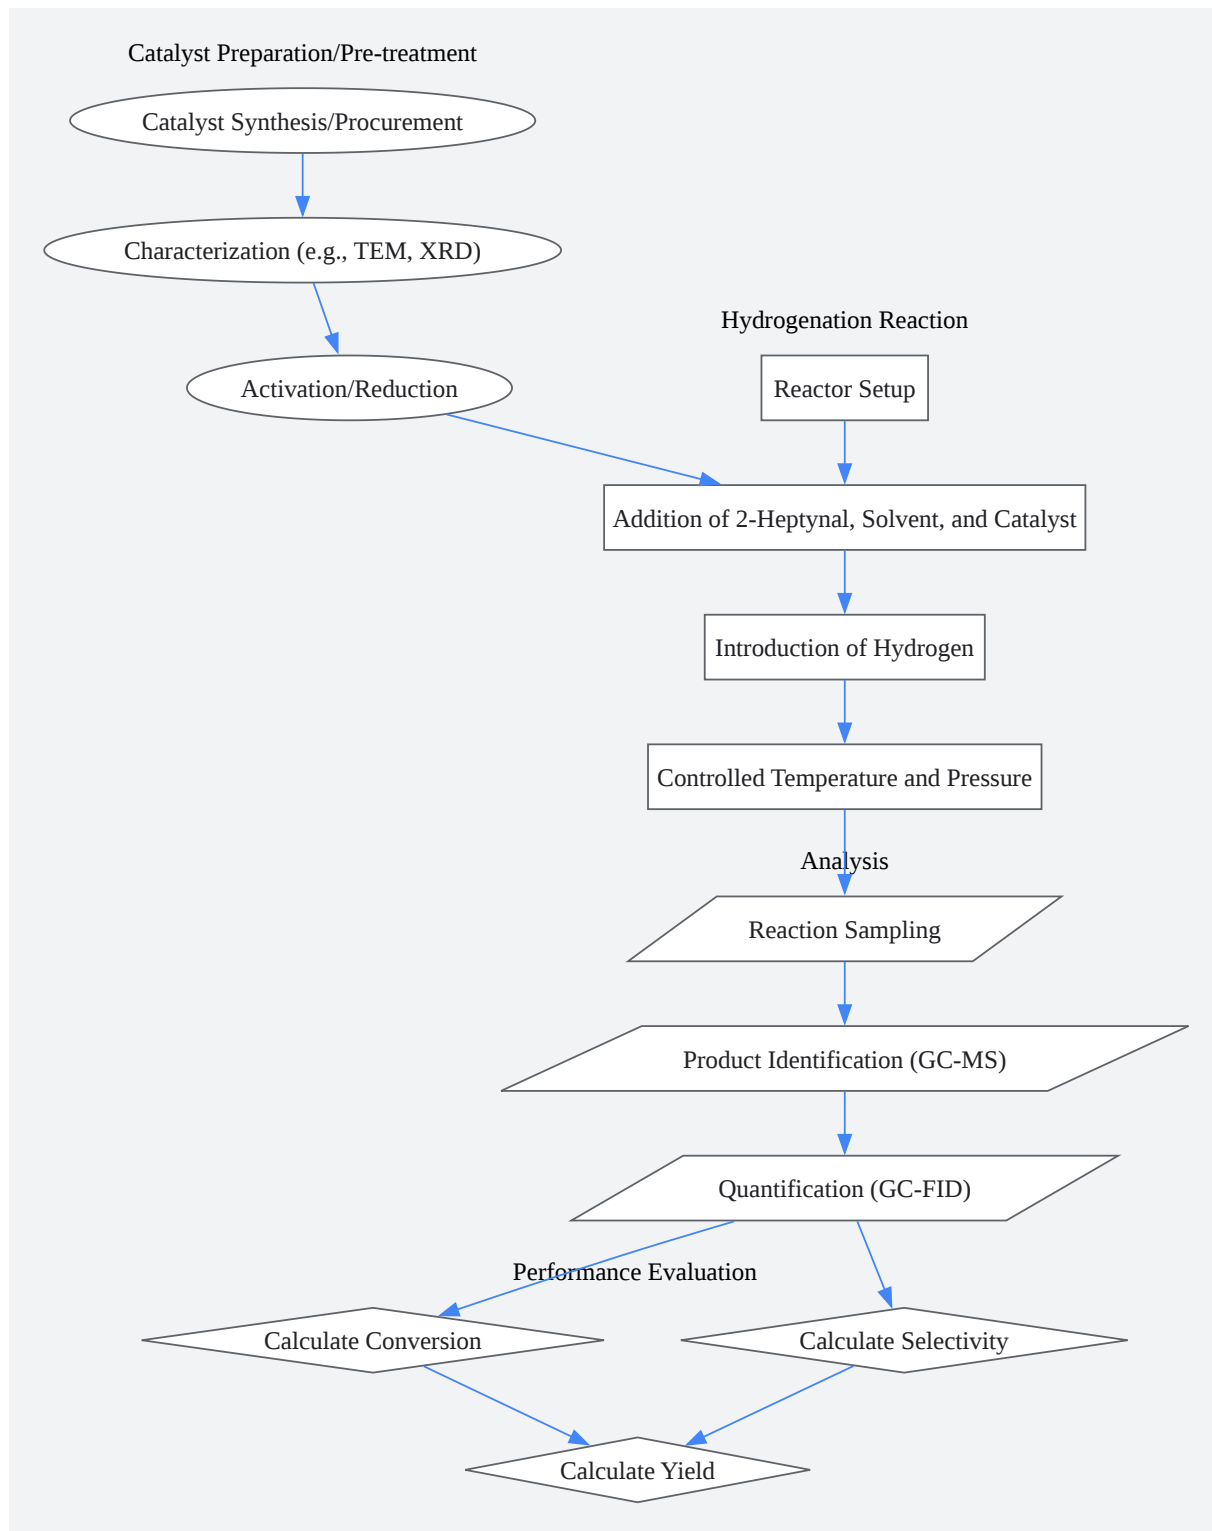 Catalyst Preparation/Pre-treatment
Catalyst Synthesis/Procurement
Characterization (e.g., TEM, XRD)
Activation/Reduction
Hydrogenation Reaction
Reactor Setup
Addition of 2-Heptynal, Solvent, and Catalyst
Introduction of Hydrogen
Controlled Temperature and Pressure
Analysis
Reaction Sampling
Product Identification (GC-MS)
Quantification (GC-FID)
Performance Evaluation
Calculate Conversion
Calculate Selectivity
Calculate Yield